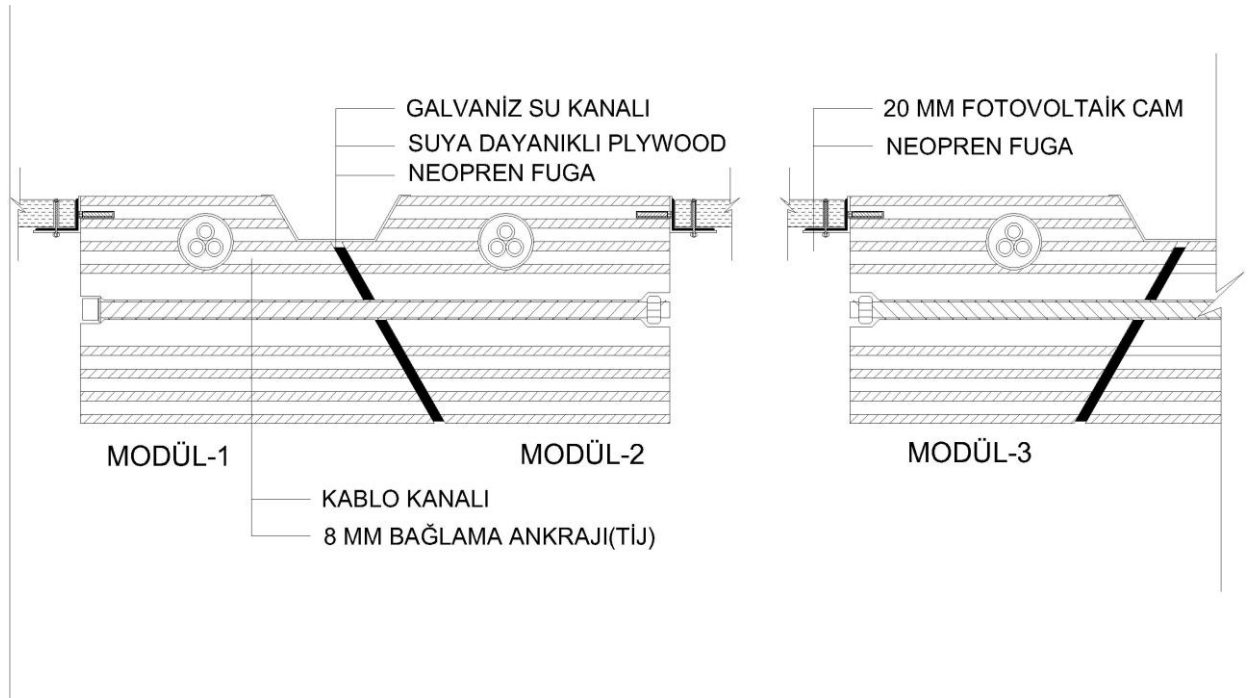 GALVANİZ SU KANALI
SUYA DAYANIKLI PLYWOOD
NEOPREN FUGA
20 MM FOTOVOLTAİK CAM
NEOPREN FUGA
MODÜL-1
MODÜL-2
MODÜL-3
KABLO KANALI
8 MM BAĞLAMA ANKRAJI(TİJ)